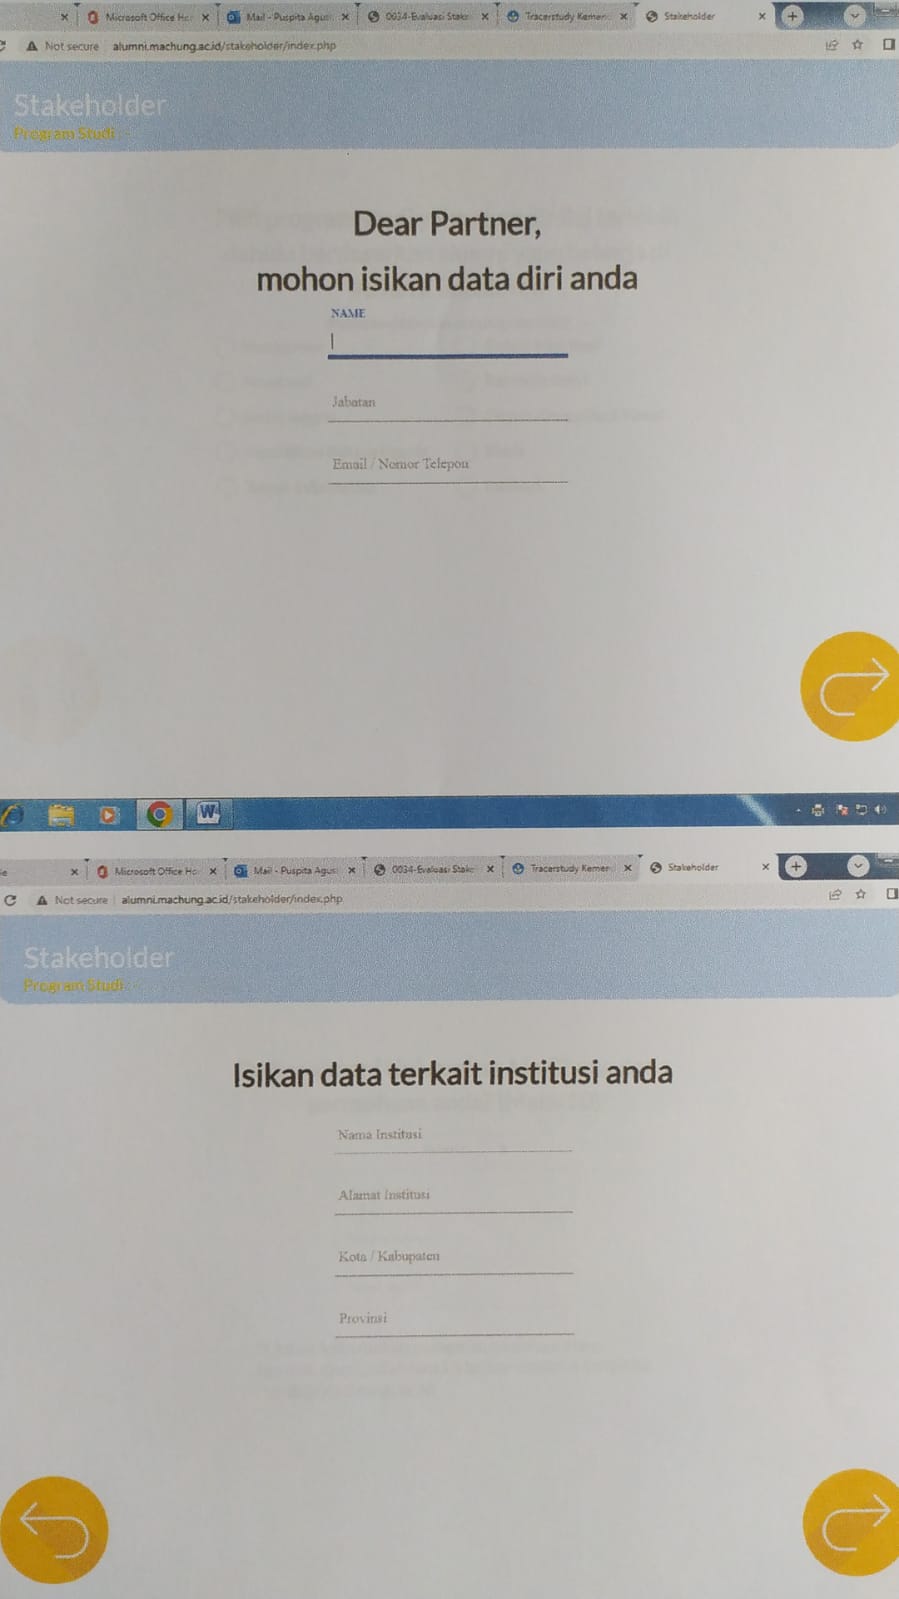 Microsoft Office Ho
Mail - Puspita Agus
0034-Evaluasi Stake
Tracerstudy Kemen
Stakeholder
Not secure
alumni.machung.ac.id/stakeholder/index.php
Stakeholder
Program Studi
Dear Partner,
mohon isikan data diri anda
NAME
Jabatan
Email / Nomor Telepon
Microsoft Office Ho
Mail - Puspita Agus
0034-Evaluasi Stake
Tracerstudy Kemen
Stakeholder
Not secure
alumni.machung.ac.id/stakeholder/index.php
Stakeholder
Program Studi
Isikan data terkait institusi anda
Nama Institusi
Alamat Institusi
Kota / Kabupaten
Provinsi